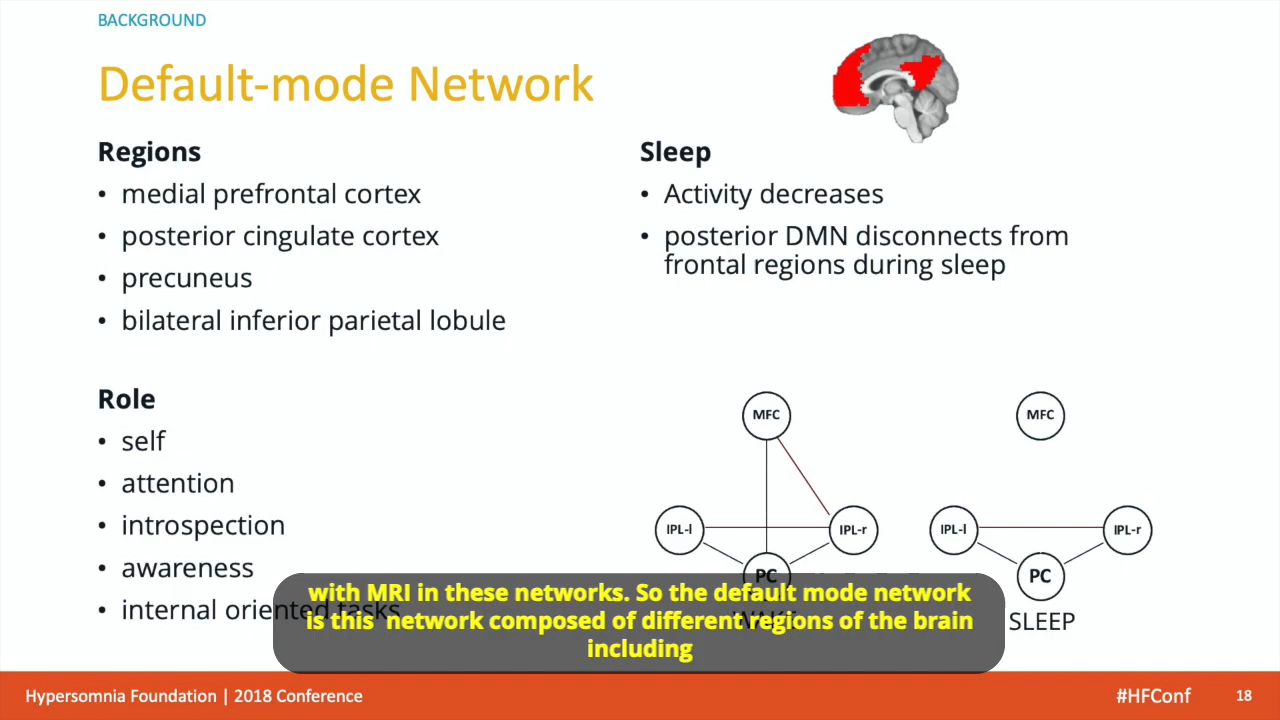 BACKGROUND
Default-mode Network
Regions
• medial prefrontal cortex
• posterior cingulate cortex
• precuneus
• bilateral inferior parietal lobule
Role
• self
• attention
• introspection
• awareness
• internal oriented tasks
Sleep
• Activity decreases
• posterior DMN disconnects from
frontal regions during sleep
MFC
IPL-l
IPL-r
PC
WAKE
MFC
IPL-l
IPL-r
PC
SLEEP
with MRI in these networks. So the default mode network
is this network composed of different regions of the brain
including
Hypersomnia Foundation | 2018 Conference
#HFConf
18